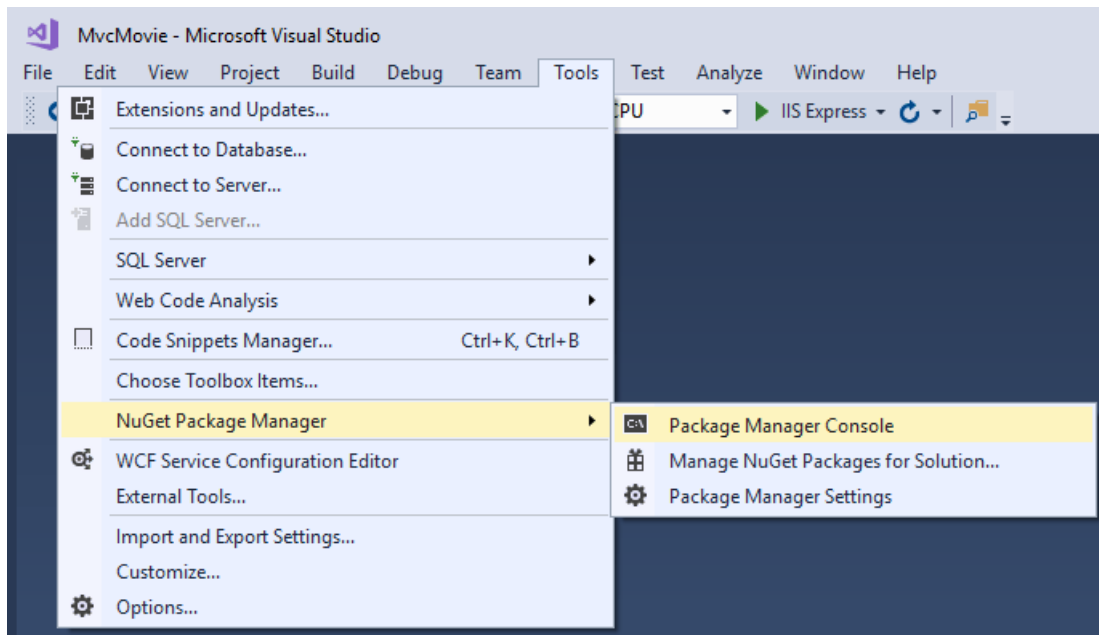 MvcMovie - Microsoft Visual Studio
File Edit View Project Build Debug Team Tools Test Analyze Window Help
IIS Express
Extensions and Updates...
Connect to Database...
Connect to Server...
Add SQL Server...
SQL Server
Web Code Analysis
Code Snippets Manager... Ctrl+K, Ctrl+B
Choose Toolbox Items...
NuGet Package Manager
WCF Service Configuration Editor
External Tools...
Import and Export Settings...
Customize...
Options...
C:\ Package Manager Console
Manage NuGet Packages for Solution...
Package Manager Settings